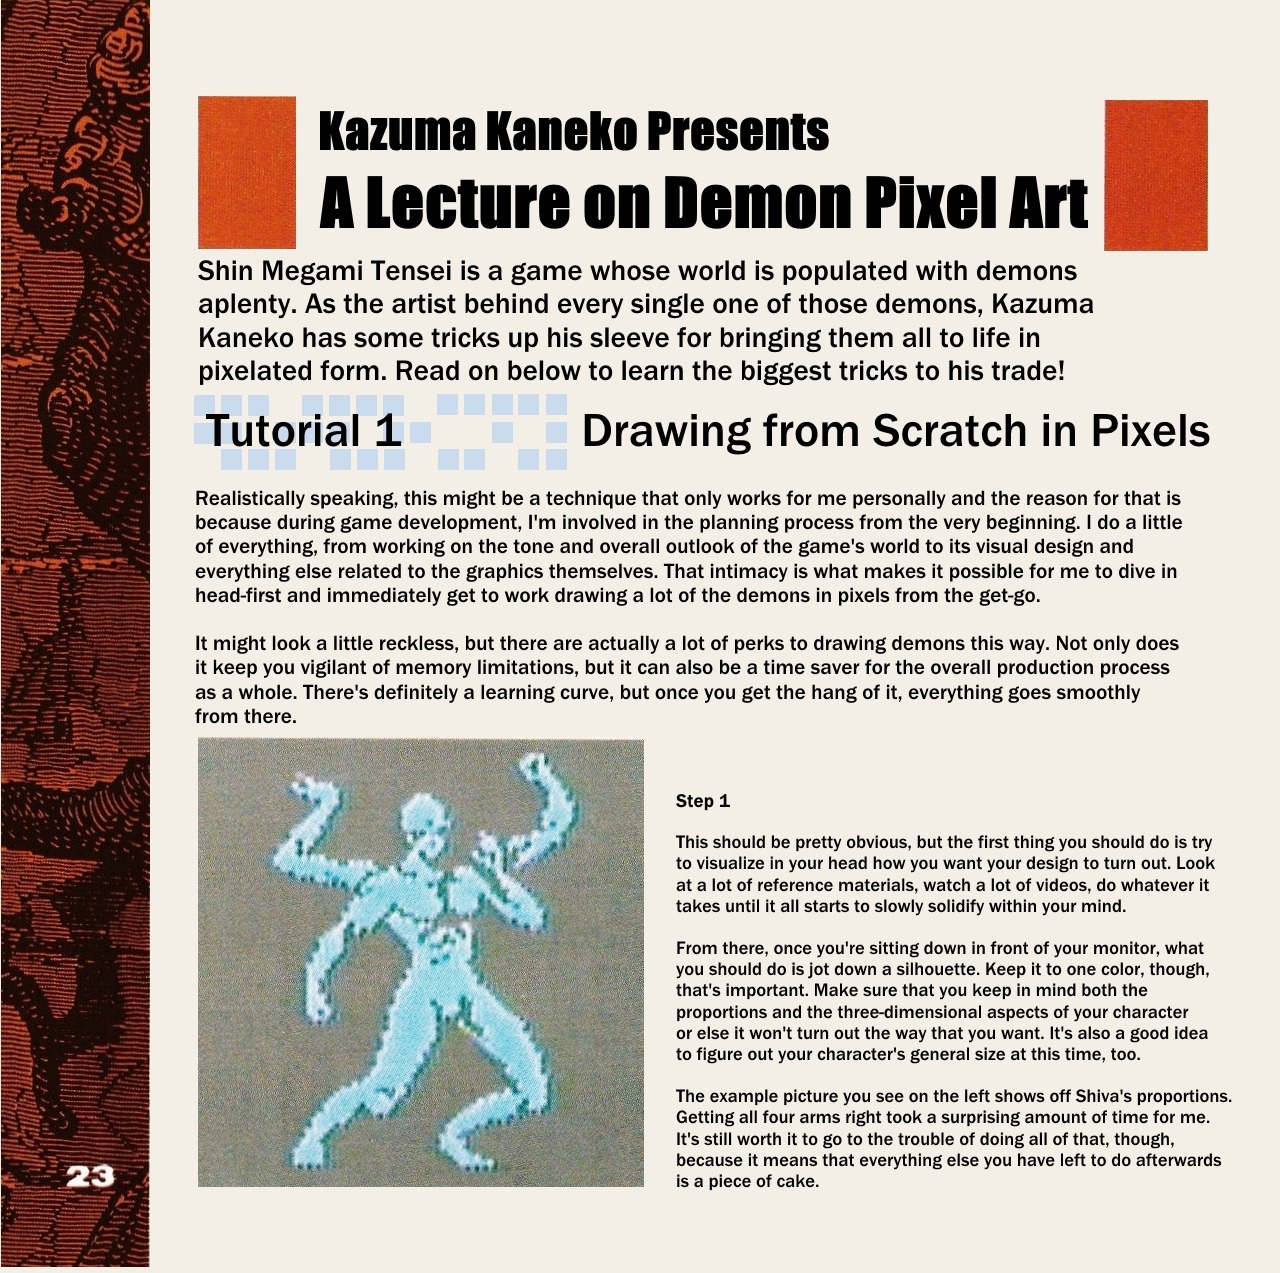 Kazuma Kaneko Presents
A Lecture on Demon Pixel Art
Shin Megami Tensei is a game whose world is populated with demons
aplenty. As the artist behind every single one of those demons, Kazuma
Kaneko has some tricks up his sleeve for bringing them all to life in
pixelated form. Read on below to learn the biggest tricks to his trade!
Tutorial 1 Drawing from Scratch in Pixels
Realistically speaking, this might be a technique that only works for me personally and the reason for that is
because during game development, I'm involved in the planning process from the very beginning. I do a little
of everything, from working on the tone and overall outlook of the game's world to its visual design and
everything else related to the graphics themselves. That intimacy is what makes it possible for me to dive in
head-first and immediately get to work drawing a lot of the demons in pixels from the get-go.
It might look a little reckless, but there are actually a lot of perks to drawing demons this way. Not only does
it keep you vigilant of memory limitations, but it can also be a time saver for the overall production process
as a whole. There's definitely a learning curve, but once you get the hang of it, everything goes smoothly
from there.
Step 1
This should be pretty obvious, but the first thing you should do is try
to visualize in your head how you want your design to turn out. Look
at a lot of reference materials, watch a lot of videos, do whatever it
takes until it all starts to slowly solidify within your mind.
From there, once you're sitting down in front of your monitor, what
you should do is jot down a silhouette. Keep it to one color, though,
that's important. Make sure that you keep in mind both the
proportions and the three-dimensional aspects of your character
or else it won't turn out the way that you want. It's also a good idea
to figure out your character's general size at this time, too.
The example picture you see on the left shows off Shiva's proportions.
Getting all four arms right took a surprising amount of time for me.
It's still worth it to go to the trouble of doing all of that, though,
because it means that everything else you have left to do afterwards
is a piece of cake.
23